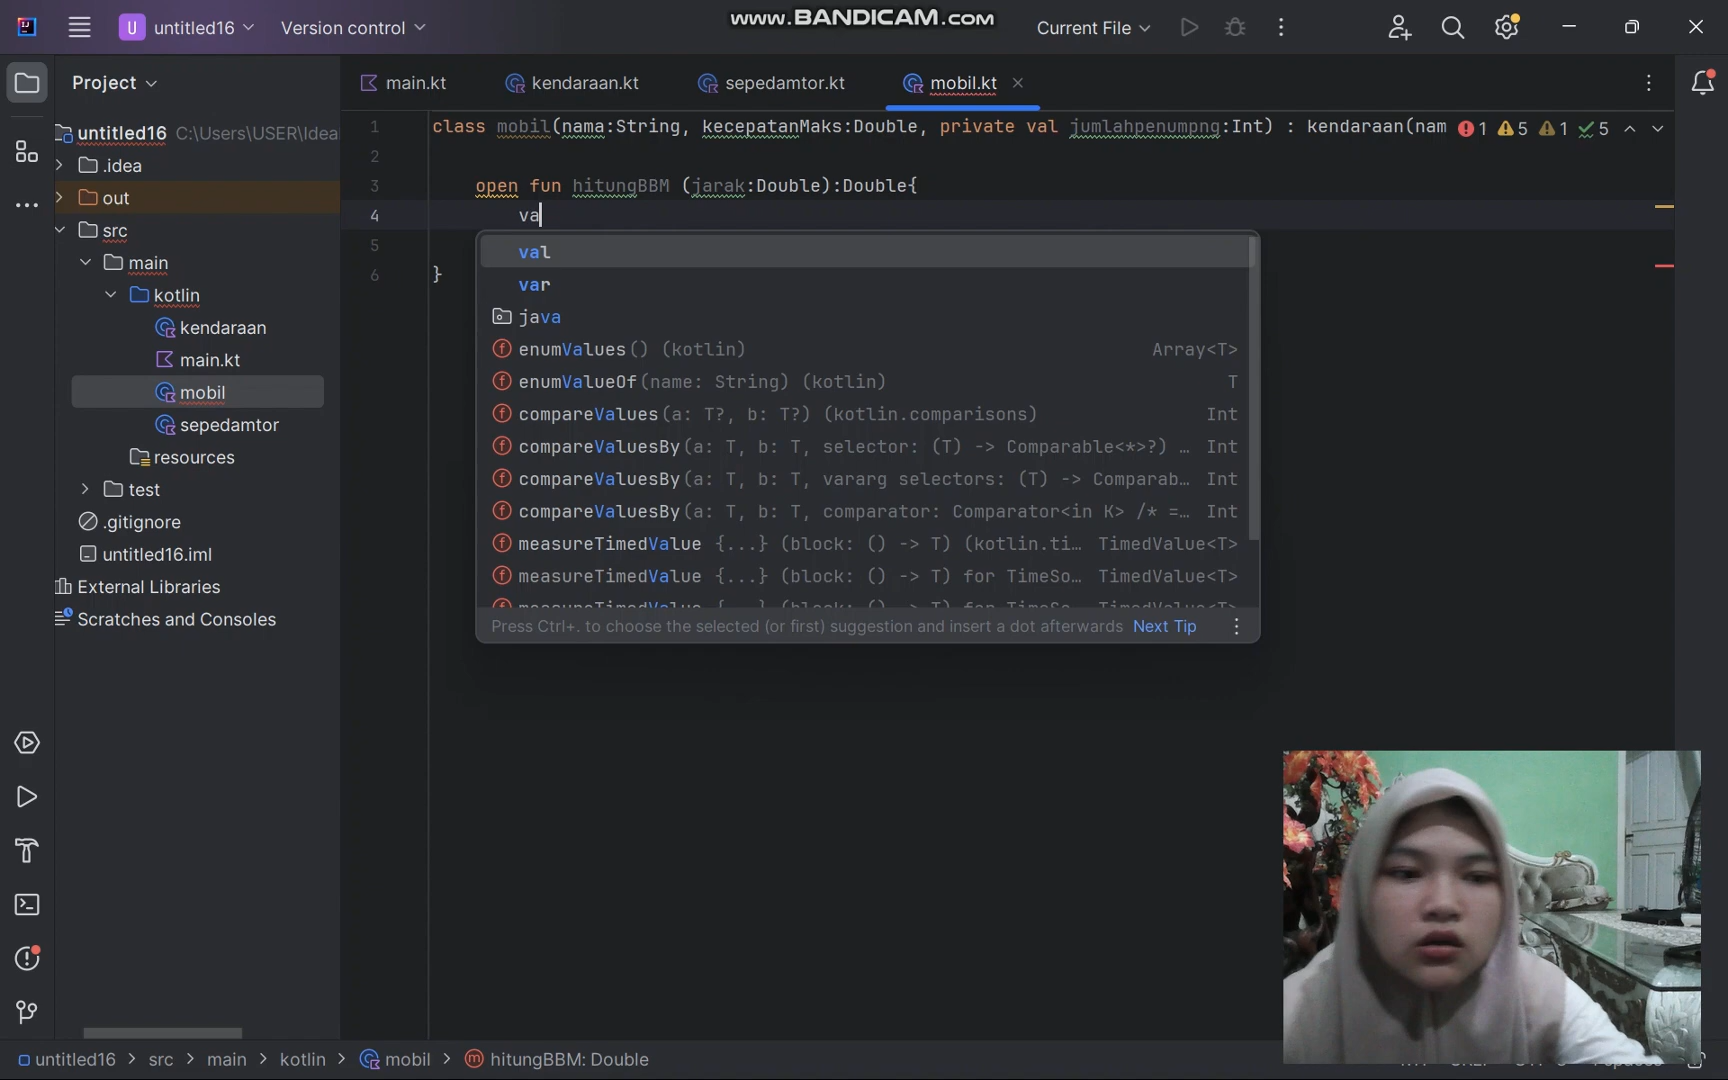 U untitled16 Version control www.BANDICAM.com Current File
Project main.kt kendaraan.kt sepedamtor.kt mobil.kt
untitled16 C:\Users\USER\Idea
.idea
out
src
main
kotlin
kendaraan
main.kt
mobil
sepedamtor
resources
test
.gitignore
untitled16.iml
External Libraries
Scratches and Consoles
1 class mobil(nama:String, kecepatanMaks:Double, private val jumlahpenumpng:Int) : kendaraan(nam 1 5 1 5
2
3 open fun hitungBBM (jarak:Double):Double{
4 va
5
6 }
val
var
java
enumValues() (kotlin) Array<T>
enumValueOf(name: String) (kotlin) T
compareValues(a: T?, b: T?) (kotlin.comparisons) Int
compareValuesBy(a: T, b: T, selector: (T) -> Comparable<*>?) … Int
compareValuesBy(a: T, b: T, vararg selectors: (T) -> Comparab… Int
compareValuesBy(a: T, b: T, comparator: Comparator<in K> /* =… Int
measureTimedValue {...} (block: () -> T) (kotlin.ti… TimedValue<T>
measureTimedValue {...} (block: () -> T) for TimeSo… TimedValue<T>
Press Ctrl+. to choose the selected (or first) suggestion and insert a dot afterwards Next Tip
untitled16 > src > main > kotlin > mobil > hitungBBM: Double